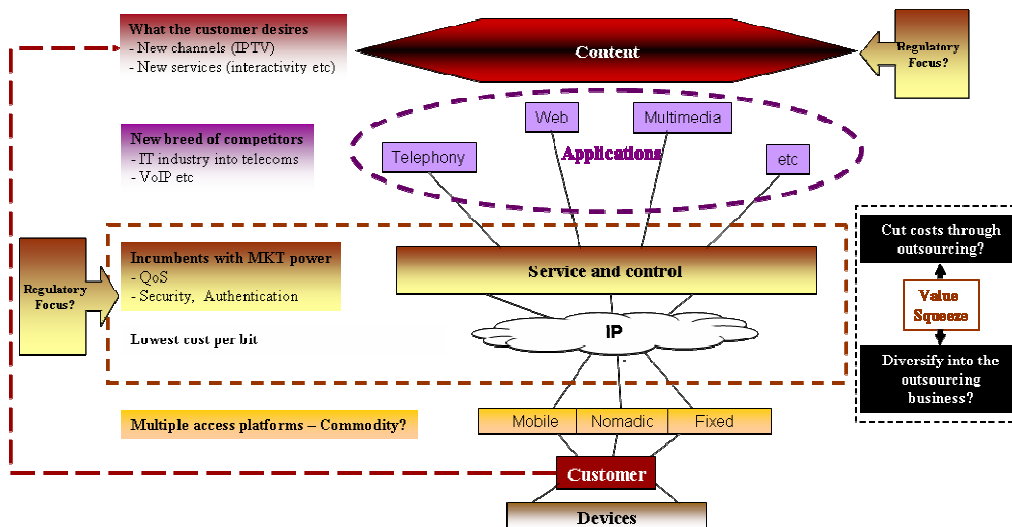 What the customer desires
- New channels (IPTV)
- New services (interactivity etc)
Content
Regulatory
Focus?
New breed of competitors
- IT industry into telecoms
- VoIP etc
Web
Multimedia
Telephony
Applications
etc
Regulatory
Focus?
Incumbents with MKT power
- QoS
- Security, Authentication
Lowest cost per bit
Service and control
IP
Cut costs through
outsourcing?
Value
Squeeze
Diversify into the
outsourcing
business?
Multiple access platforms – Commodity?
Mobile
Nomadic
Fixed
Customer
Devices